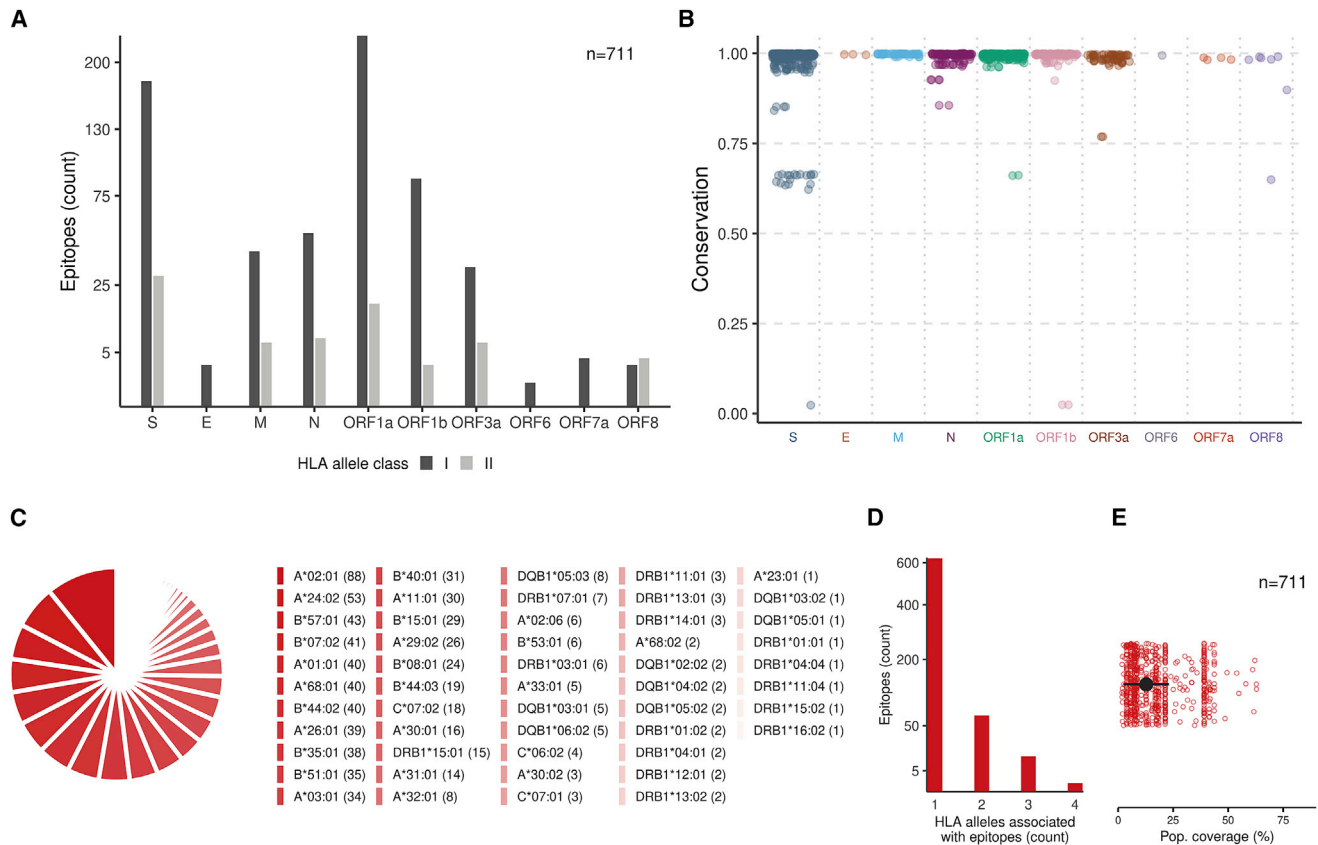 A
n=711
200
130
75
25
5
Epitopes (count)
S E M N ORF1a ORF1b ORF3a ORF6 ORF7a ORF8
HLA allele class I II
B
1.00
0.75
0.50
0.25
0.00
Conservation
S E M N ORF1a ORF1b ORF3a ORF6 ORF7a ORF8
C
A*02:01 (88)
A*24:02 (53)
B*57:01 (43)
B*07:02 (41)
A*01:01 (40)
A*68:01 (40)
B*44:02 (40)
A*26:01 (39)
B*35:01 (38)
B*51:01 (35)
A*03:01 (34)
B*40:01 (31)
A*11:01 (30)
B*15:01 (29)
A*29:02 (26)
B*08:01 (24)
B*44:03 (19)
C*07:02 (18)
A*30:01 (16)
DRB1*15:01 (15)
A*31:01 (14)
A*32:01 (8)
DQB1*05:03 (8)
DRB1*07:01 (7)
A*02:06 (6)
B*53:01 (6)
DRB1*03:01 (6)
A*33:01 (5)
DQB1*03:01 (5)
DQB1*06:02 (5)
C*06:02 (4)
A*30:02 (3)
C*07:01 (3)
DRB1*11:01 (3)
DRB1*13:01 (3)
DRB1*14:01 (3)
A*68:02 (2)
DQB1*02:02 (2)
DQB1*04:02 (2)
DQB1*05:02 (2)
DRB1*01:02 (2)
DRB1*04:01 (2)
DRB1*12:01 (2)
DRB1*13:02 (2)
A*23:01 (1)
DQB1*03:02 (1)
DQB1*05:01 (1)
DRB1*01:01 (1)
DRB1*04:04 (1)
DRB1*11:04 (1)
DRB1*15:02 (1)
DRB1*16:02 (1)
D
600
400
200
50
5
Epitopes (count)
1 2 3 4
HLA alleles associated
with epitopes (count)
E
n=711
0 25 50 75
Pop. coverage (%)